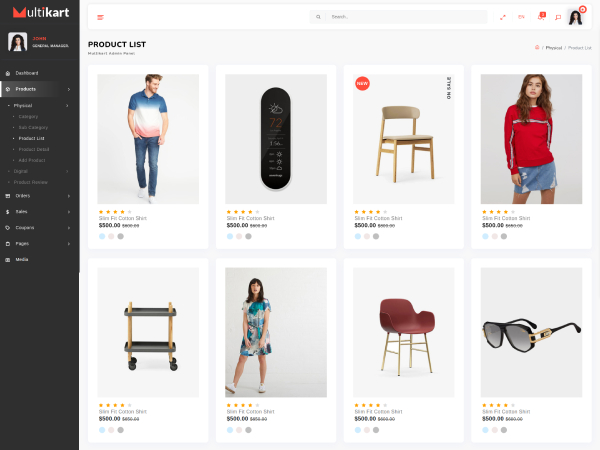 Multikart
JOHN
GENERAL MANAGER.
Dashboard
Products
Physical
Category
Sub Category
Product List
Product Detail
Add Product
Digital
Product Review
Orders
Sales
Coupons
Pages
Media
Search..
EN
PRODUCT LIST
Multikart Admin Panel
/ Physical / Product List
72
NEW
ON SALE
Slim Fit Cotton Shirt
$500.00 $600.00
Slim Fit Cotton Shirt
$500.00 $600.00
Slim Fit Cotton Shirt
$500.00 $600.00
Slim Fit Cotton Shirt
$500.00 $600.00
Slim Fit Cotton Shirt
$500.00
Slim Fit Cotton Shirt
$500.00
Slim Fit Cotton Shirt
$500.00 $600.00
Slim Fit Cotton Shirt
$500.00 $600.00